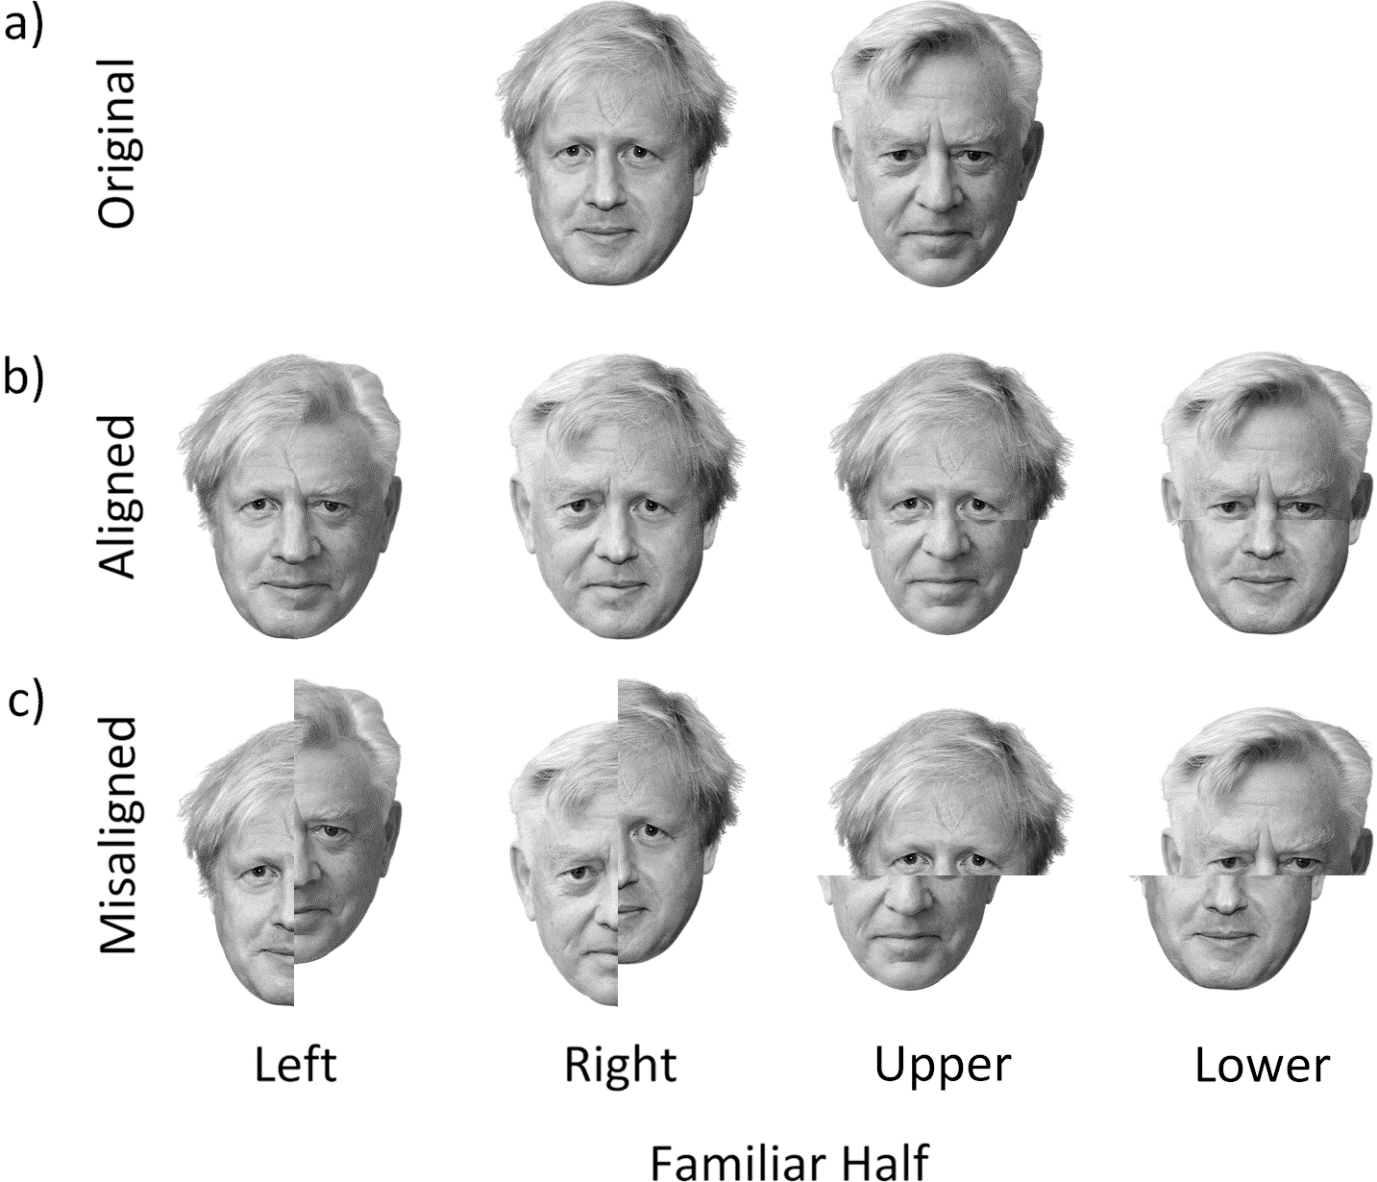 a)
Original
b)
Aligned
c)
Misaligned
Left Right Upper Lower
Familiar Half